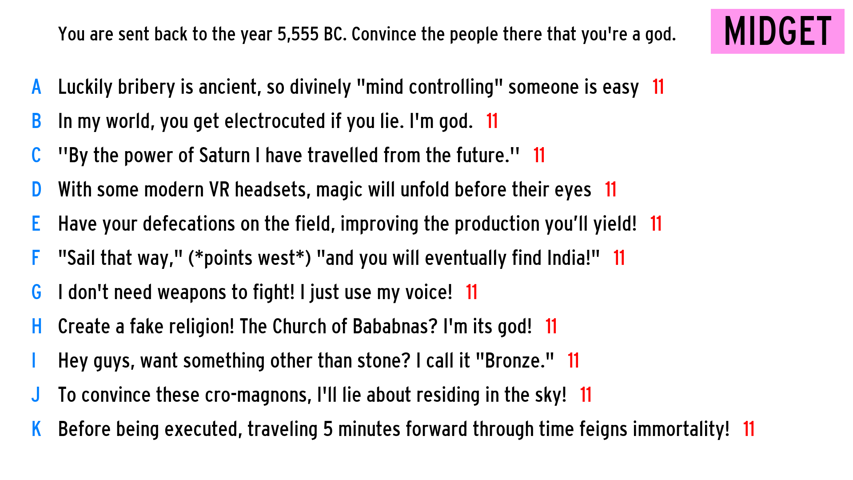 You are sent back to the year 5,555 BC. Convince the people there that you're a god.
MIDGET
A Luckily bribery is ancient, so divinely "mind controlling" someone is easy 11
B In my world, you get electrocuted if you lie. I'm god. 11
C ''By the power of Saturn I have travelled from the future.'' 11
D With some modern VR headsets, magic will unfold before their eyes 11
E Have your defecations on the field, improving the production you’ll yield! 11
F "Sail that way," (*points west*) "and you will eventually find India!" 11
G I don't need weapons to fight! I just use my voice! 11
H Create a fake religion! The Church of Bababnas? I'm its god! 11
I Hey guys, want something other than stone? I call it "Bronze." 11
J To convince these cro-magnons, I'll lie about residing in the sky! 11
K Before being executed, traveling 5 minutes forward through time feigns immortality! 11